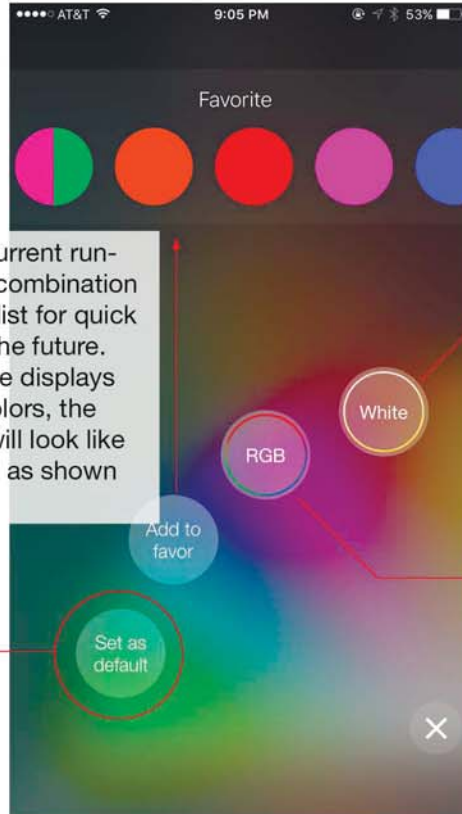 AT&T 9:05 PM 53%
Favorite
urrent run-
combination
list for quick
he future.
e displays
olors, the
will look like
as shown
White
RGB
Add to
favor
Set as
default